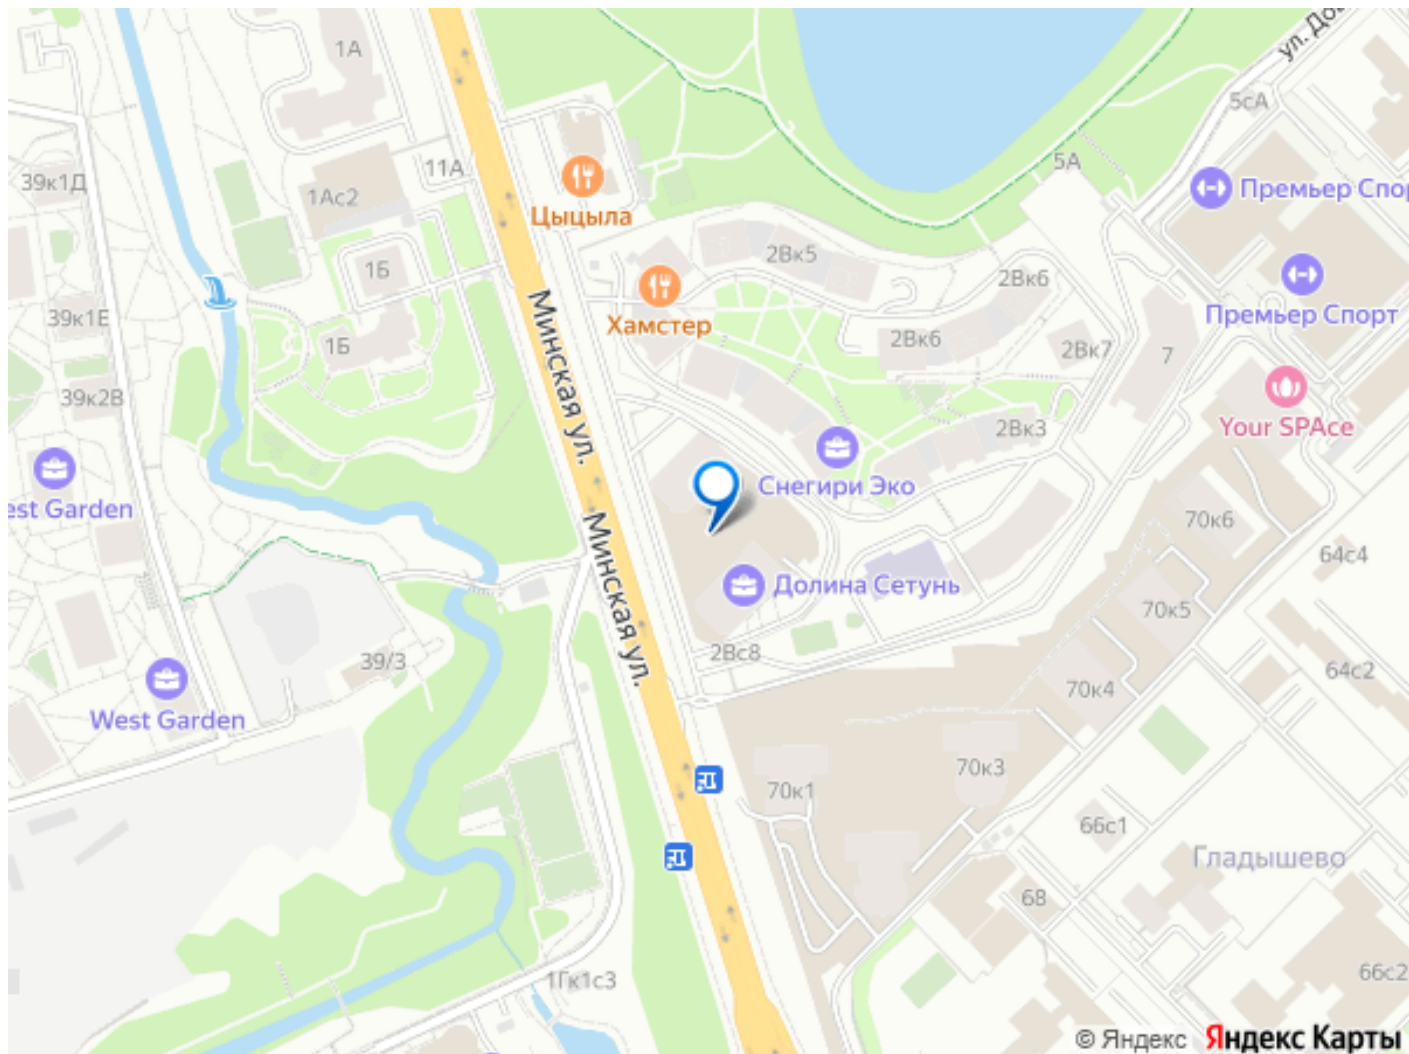 ул. Дов
1А
5сА
39к1Д
11А
1Ас2
Цыцыла
5А
Премьер Спор
1Б
2Вк5
2Вк6
39к1Е
1Б
Хамстер
Минская ул.
2Вк6
2Вк7
7
Премьер Спорт
39к2В
2Вк3
Your SPAce
Снегири Эко
est Garden
70к6
64с4
Минская ул.
Долина Сетунь
70к5
39/3
2Вс8
64с2
West Garden
70к4
70к3
70к1
66с1
Гладышево
68
1Гк1с3
66с2
© Яндекс Яндекс Карты